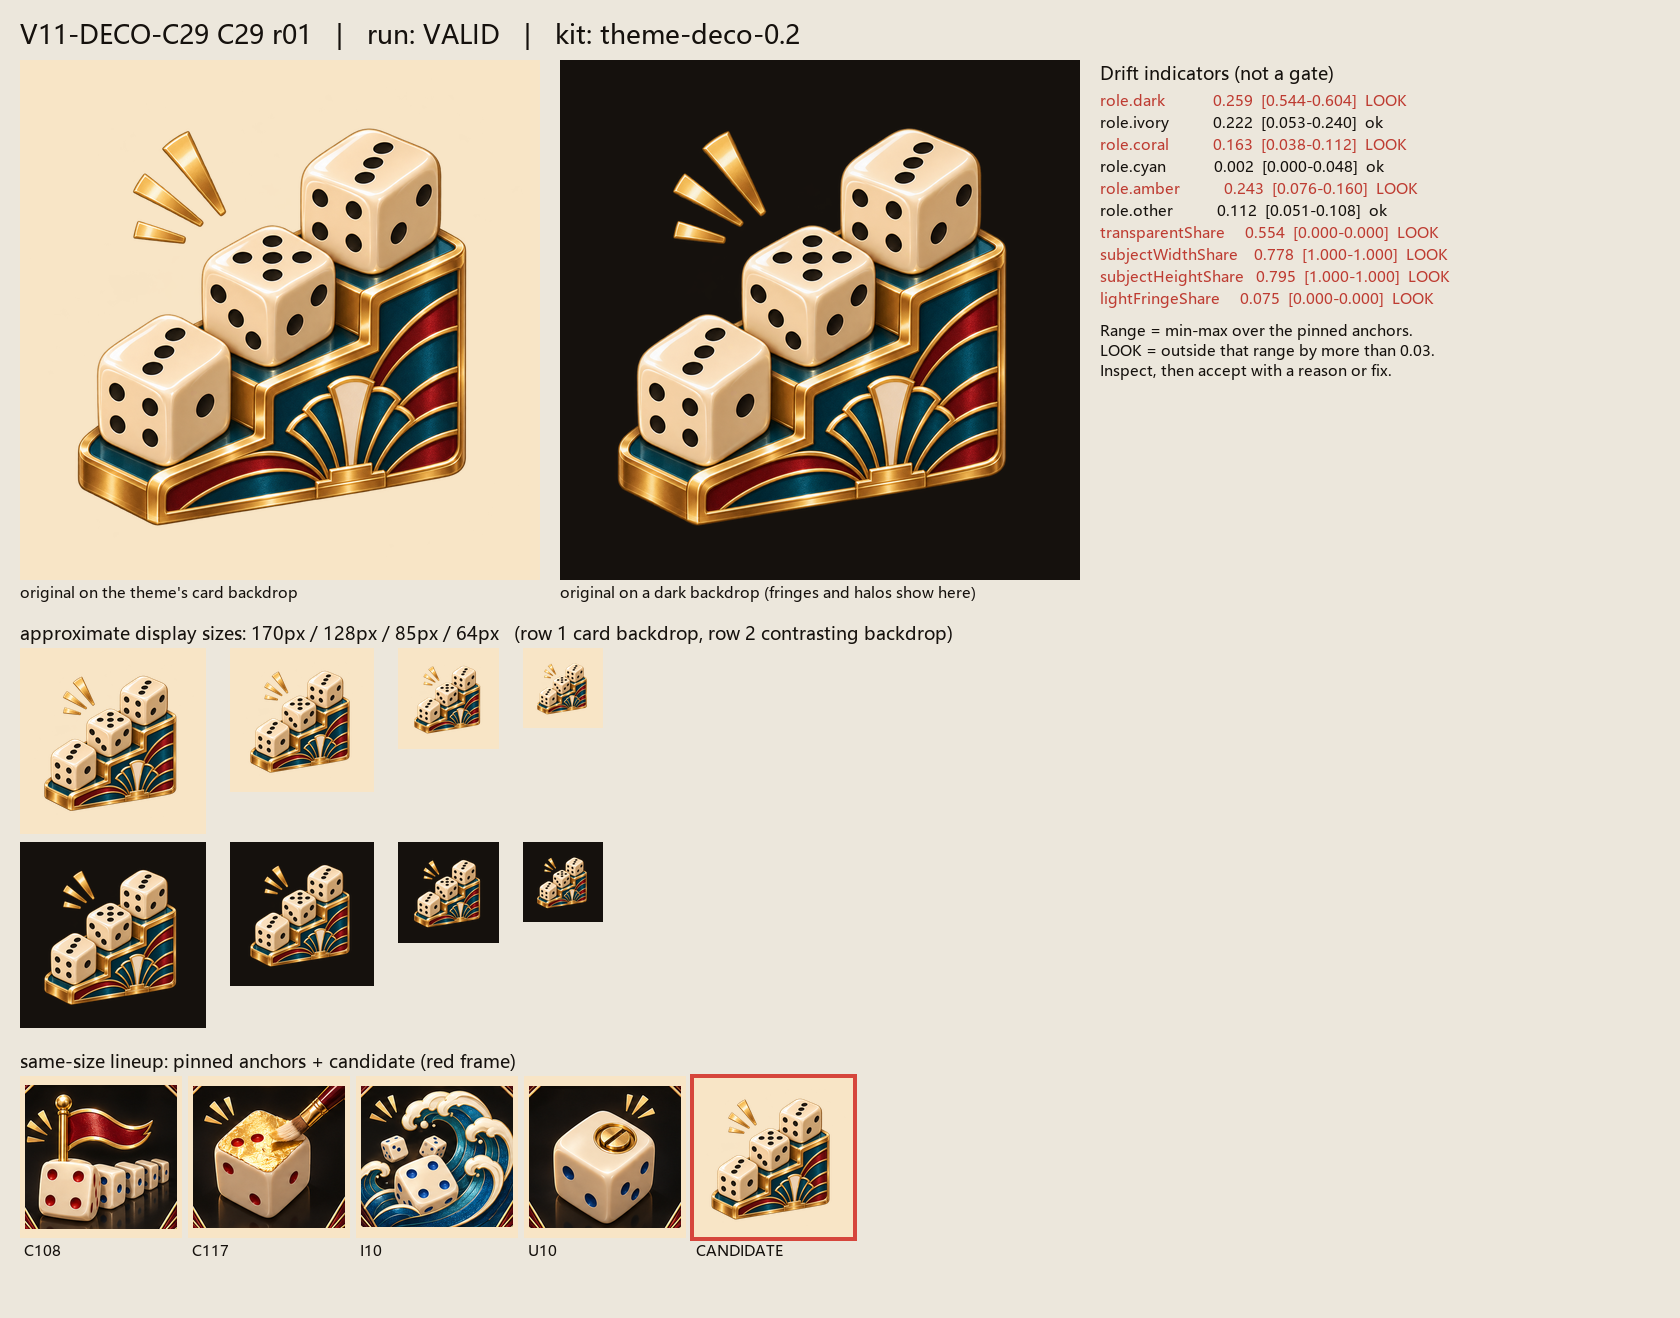 V11-DECO-C29 C29 r01 | run: VALID | kit: theme-deco-0.2
Drift indicators (not a gate)
role.dark 0.259 [0.544-0.604] LOOK
role.ivory 0.222 [0.053-0.240] ok
role.coral 0.163 [0.038-0.112] LOOK
role.cyan 0.002 [0.000-0.048] ok
role.amber 0.243 [0.076-0.160] LOOK
role.other 0.112 [0.051-0.108] ok
transparentShare 0.554 [0.000-0.000] LOOK
subjectWidthShare 0.778 [1.000-1.000] LOOK
subjectHeightShare 0.795 [1.000-1.000] LOOK
lightFringeShare 0.075 [0.000-0.000] LOOK
Range = min-max over the pinned anchors.
LOOK = outside that range by more than 0.03.
Inspect, then accept with a reason or fix.
original on the theme's card backdrop
original on a dark backdrop (fringes and halos show here)
approximate display sizes: 170px / 128px / 85px / 64px (row 1 card backdrop, row 2 contrasting backdrop)
same-size lineup: pinned anchors + candidate (red frame)
C108
C117
I10
U10
CANDIDATE